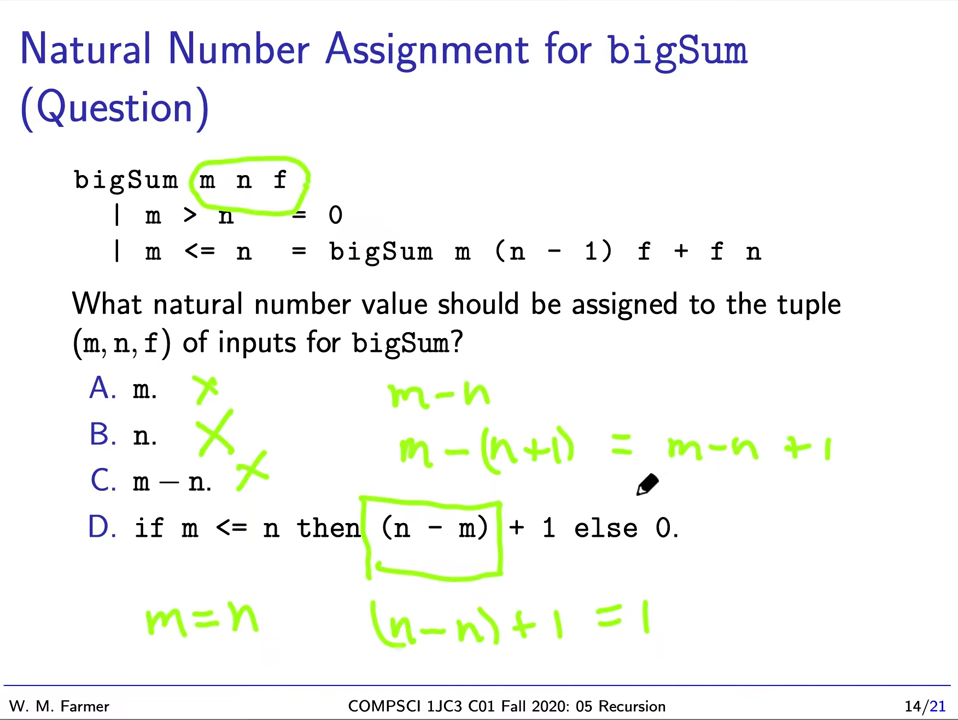 Natural Number Assignment for bigSum
(Question)
bigSum m n f
| m > n = 0
| m <= n = bigSum m (n - 1) f + f n
What natural number value should be assigned to the tuple
(m, n, f) of inputs for bigSum?
A. m. x
m - n
B. n. X
m - (n+1) = m - n + 1
C. m − n. X
D. if m <= n then (n - m) + 1 else 0.
m = n (n - n) + 1 = 1
W. M. Farmer COMPSCI 1JC3 C01 Fall 2020: 05 Recursion 14/21